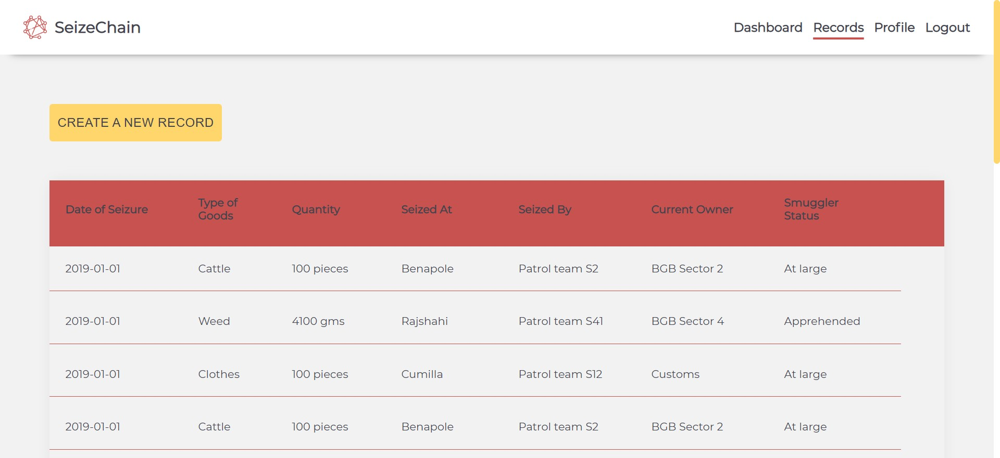 SeizeChain
Dashboard Records Profile Logout
CREATE A NEW RECORD
Date of Seizure Type of Goods Quantity Seized At Seized By Current Owner Smuggler Status
2019-01-01 Cattle 100 pieces Benapole Patrol team S2 BGB Sector 2 At large
2019-01-01 Weed 4100 gms Rajshahi Patrol team S41 BGB Sector 4 Apprehended
2019-01-01 Clothes 100 pieces Cumilla Patrol team S12 Customs At large
2019-01-01 Cattle 100 pieces Benapole Patrol team S2 BGB Sector 2 At large